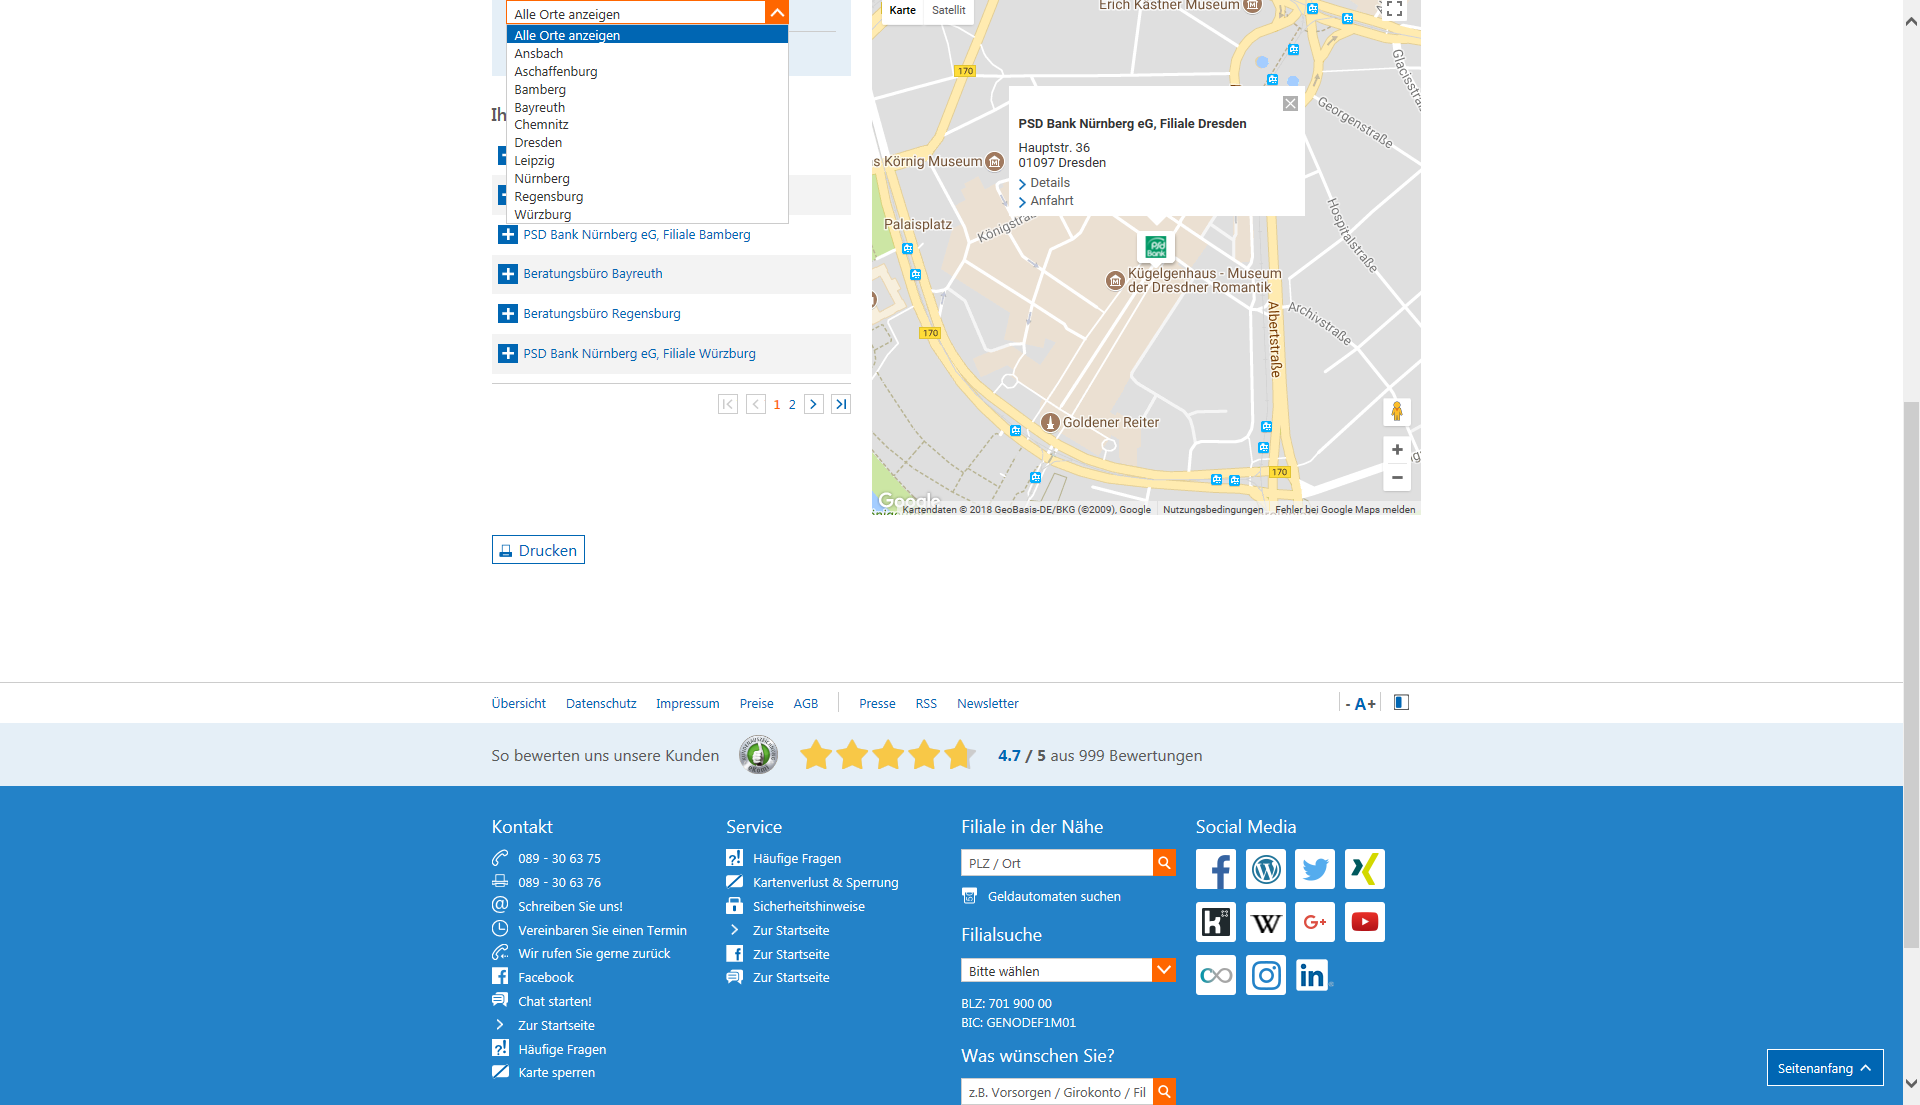 Alle Orte anzeigen
Alle Orte anzeigen
Ansbach
Aschaffenburg
Bamberg
Bayreuth
Chemnitz
Dresden
Leipzig
Nürnberg
Regensburg
Würzburg
Ih
PSD Bank Nürnberg eG, Filiale Bamberg
Beratungsbüro Bayreuth
Beratungsbüro Regensburg
PSD Bank Nürnberg eG, Filiale Würzburg
1 2
Karte Satellit
Erich Kästner Museum
170
Glacisstraße
Georgenstraße
PSD Bank Nürnberg eG, Filiale Dresden
Hauptstr. 36
01097 Dresden
Details
Anfahrt
s Körnig Museum
Palaisplatz
Königstraß
Hospitalstraße
psd Bank
Kügelgenhaus - Museum
der Dresdner Romantik
Archivstraße
Albertstraße
170
Goldener Reiter
170
Google
Kartendaten © 2018 GeoBasis-DE/BKG (©2009), Google Nutzungsbedingungen Fehler bei Google Maps melden
Drucken
Übersicht Datenschutz Impressum Preise AGB Presse RSS Newsletter - A+
So bewerten uns unsere Kunden 4.7 / 5 aus 999 Bewertungen
Kontakt
089 - 30 63 75
089 - 30 63 76
Schreiben Sie uns!
Vereinbaren Sie einen Termin
Wir rufen Sie gerne zurück
Facebook
Chat starten!
Zur Startseite
Häufige Fragen
Karte sperren
Service
Häufige Fragen
Kartenverlust & Sperrung
Sicherheitshinweise
Zur Startseite
Zur Startseite
Zur Startseite
Filiale in der Nähe
PLZ / Ort
Geldautomaten suchen
Filialsuche
Bitte wählen
BLZ: 701 900 00
BIC: GENODEF1M01
Was wünschen Sie?
z.B. Vorsorgen / Girokonto / Fil
Social Media
Seitenanfang